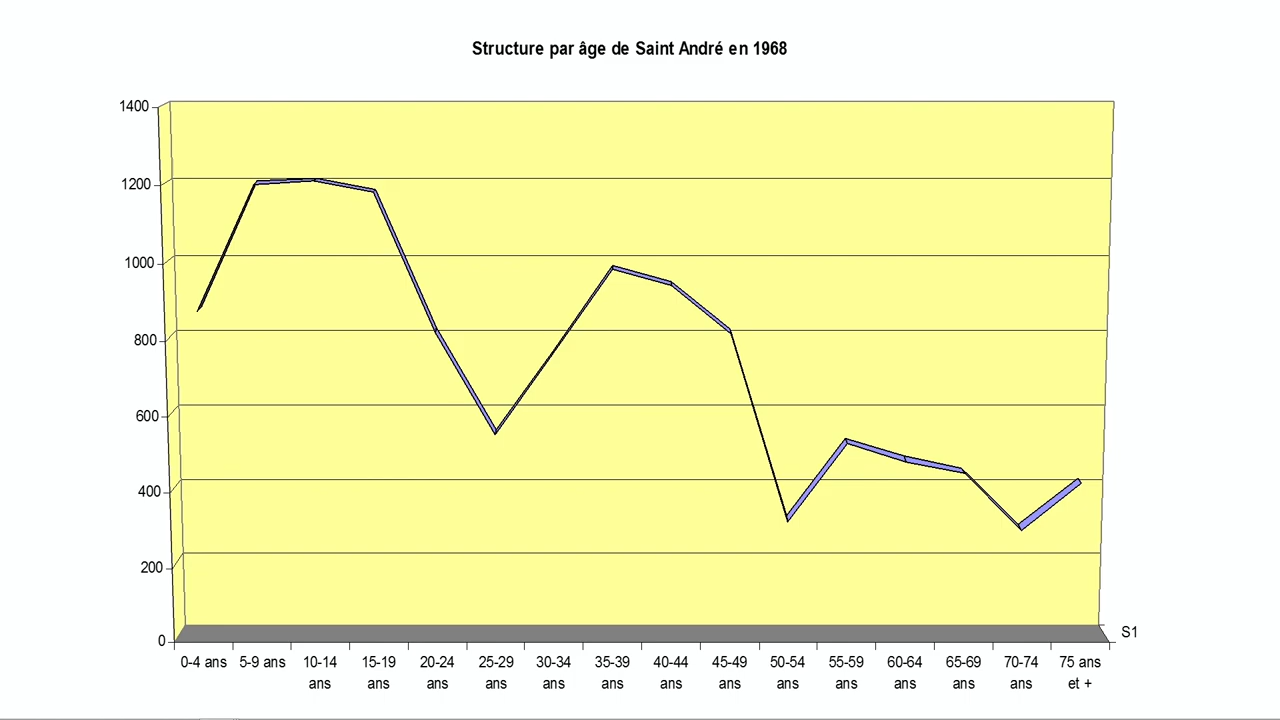 Structure par âge de Saint André en 1968
1400
1200
1000
800
600
400
200
0
S1
0-4 ans 5-9 ans 10-14 15-19 20-24 25-29 30-34 35-39 40-44 45-49 50-54 55-59 60-64 65-69 70-74 75 ans
ans ans ans ans ans ans ans ans ans ans ans ans ans et +